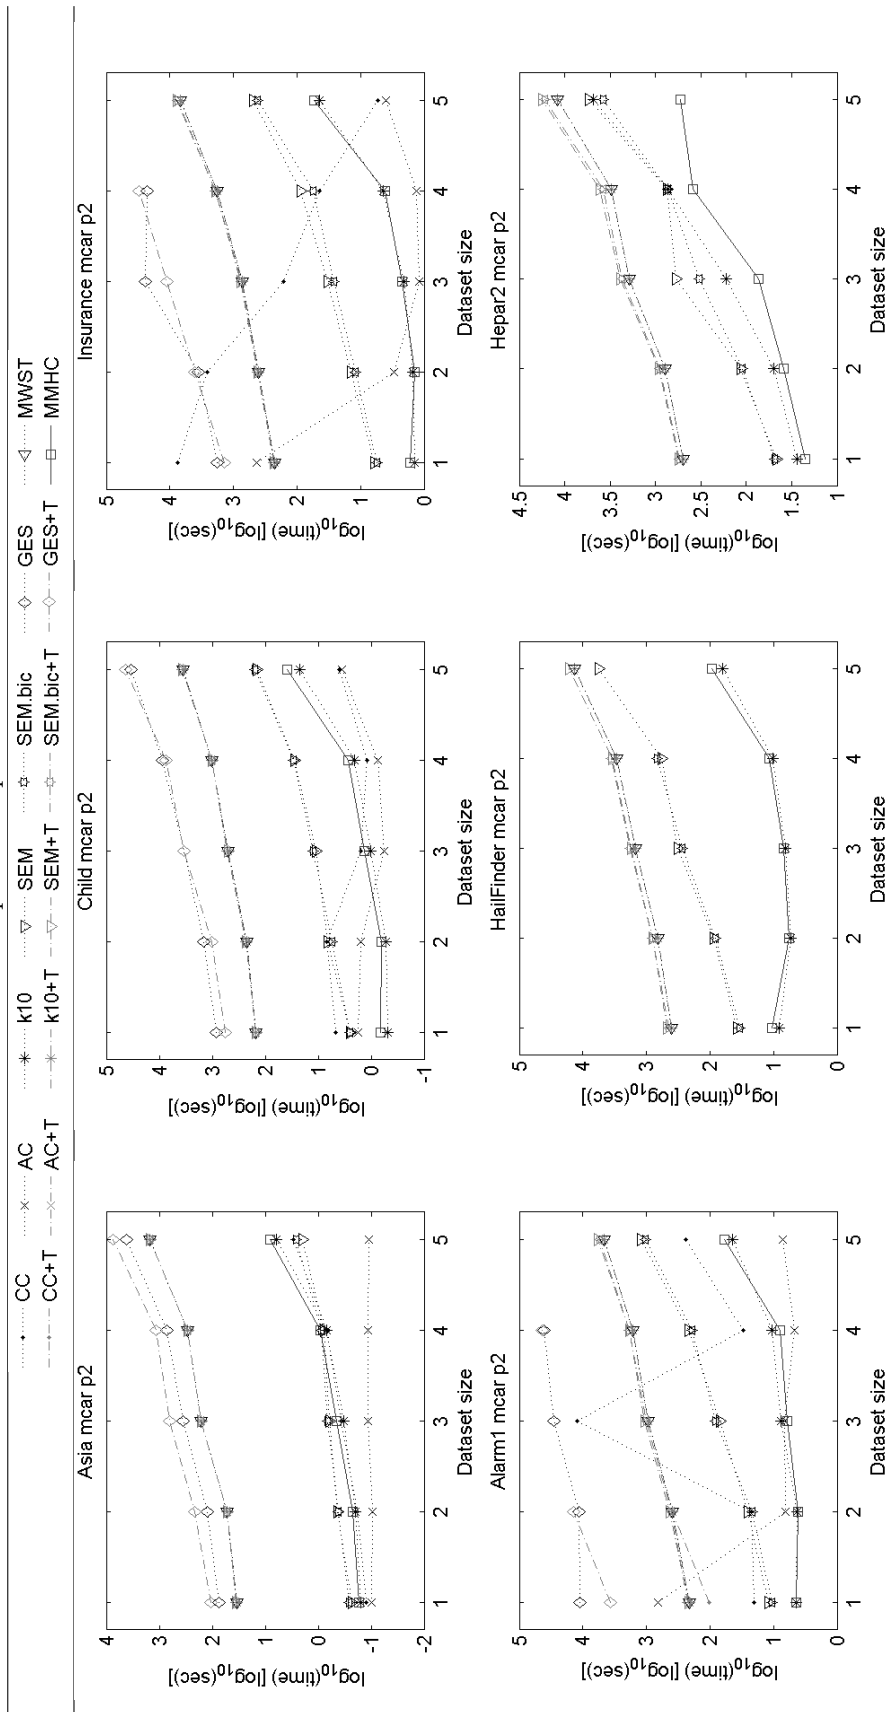 CC AC k10 SEM SEM.bic GES MWST
CC+T AC+T k10+T SEM+T SEM.bic+T GES+T MMHC
Asia mcar p2
log10(time) [log10(sec)]
4
3
2
1
0
-1
-2
1 2 3 4 5
Dataset size
Child mcar p2
log10(time) [log10(sec)]
5
4
3
2
1
0
-1
1 2 3 4 5
Dataset size
Insurance mcar p2
log10(time) [log10(sec)]
5
4
3
2
1
0
1 2 3 4 5
Dataset size
Alarm1 mcar p2
log10(time) [log10(sec)]
5
4
3
2
1
0
1 2 3 4 5
Dataset size
HailFinder mcar p2
log10(time) [log10(sec)]
5
4
3
2
1
0
1 2 3 4 5
Dataset size
Hepar2 mcar p2
log10(time) [log10(sec)]
4.5
4
3.5
3
2.5
2
1.5
1
1 2 3 4 5
Dataset size